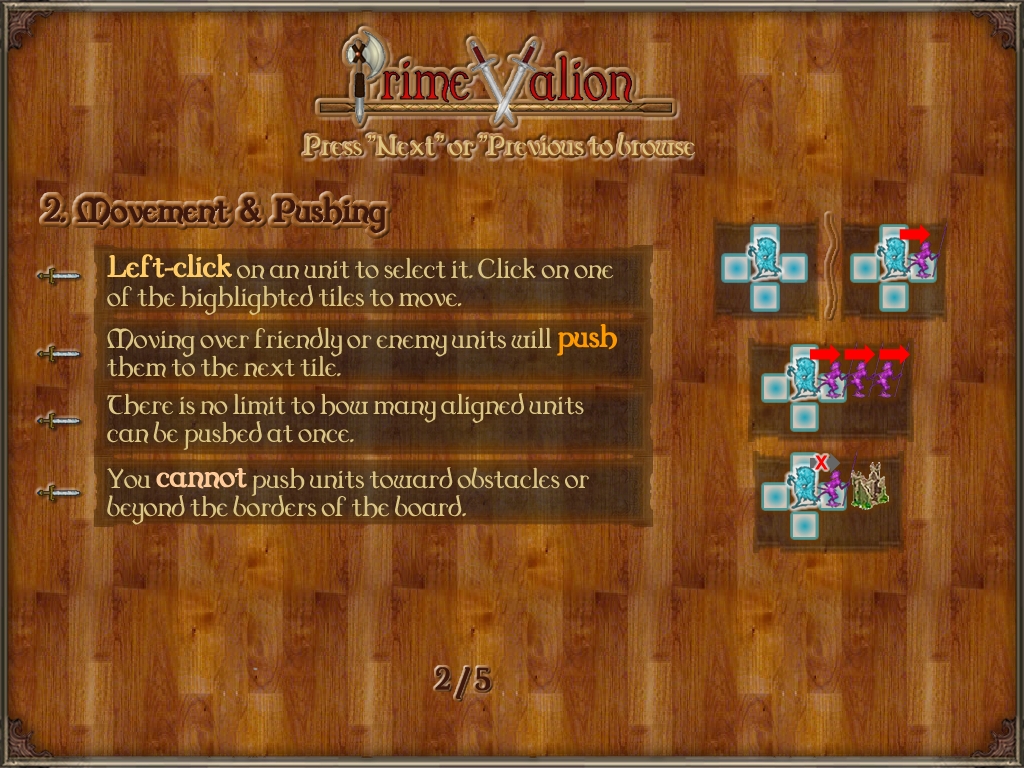 Prime Valion
Press "Next" or "Previous to browse
2. Movement & Pushing
Left-click on an unit to select it. Click on one
of the highlighted tiles to move.
Moving over friendly or enemy units will push
them to the next tile.
There is no limit to how many aligned units
can be pushed at once.
You cannot push units toward obstacles or
beyond the borders of the board.
X
2/5